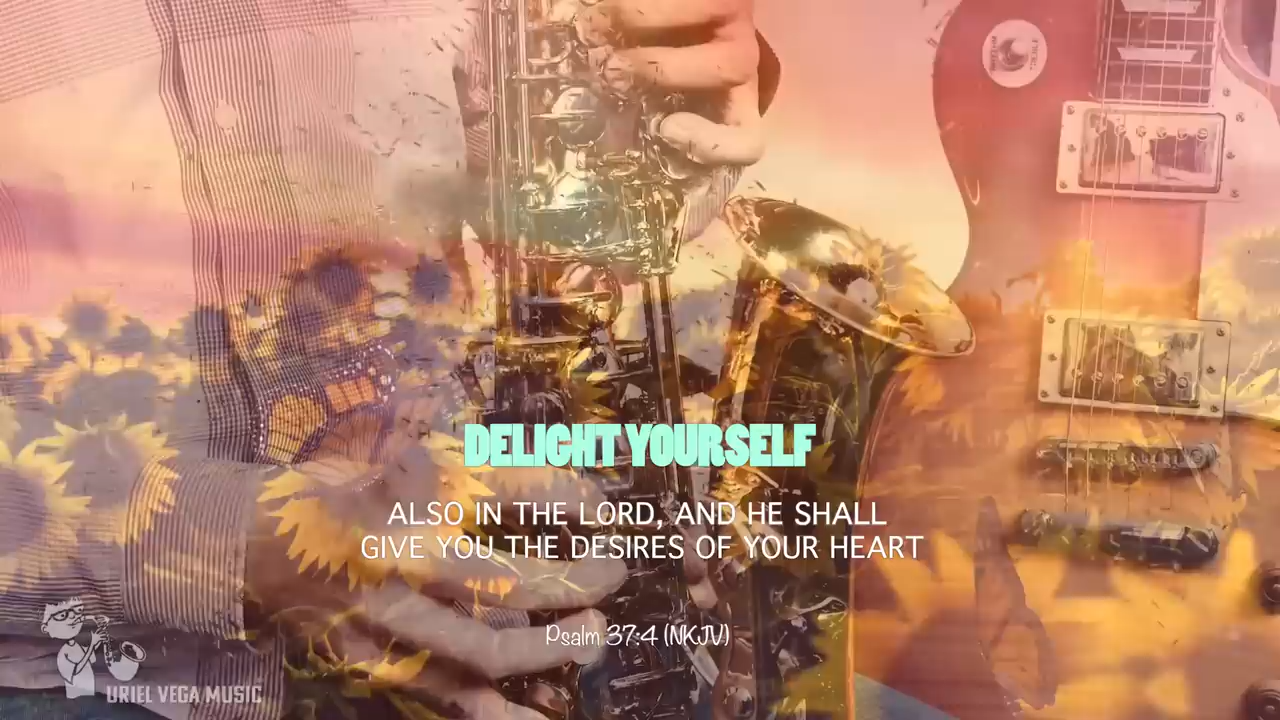 DELIGHT YOURSELF
ALSO IN THE LORD, AND HE SHALL
GIVE YOU THE DESIRES OF YOUR HEART
Psalm 37:4 (NKJV)
URIEL VEGA MUSIC